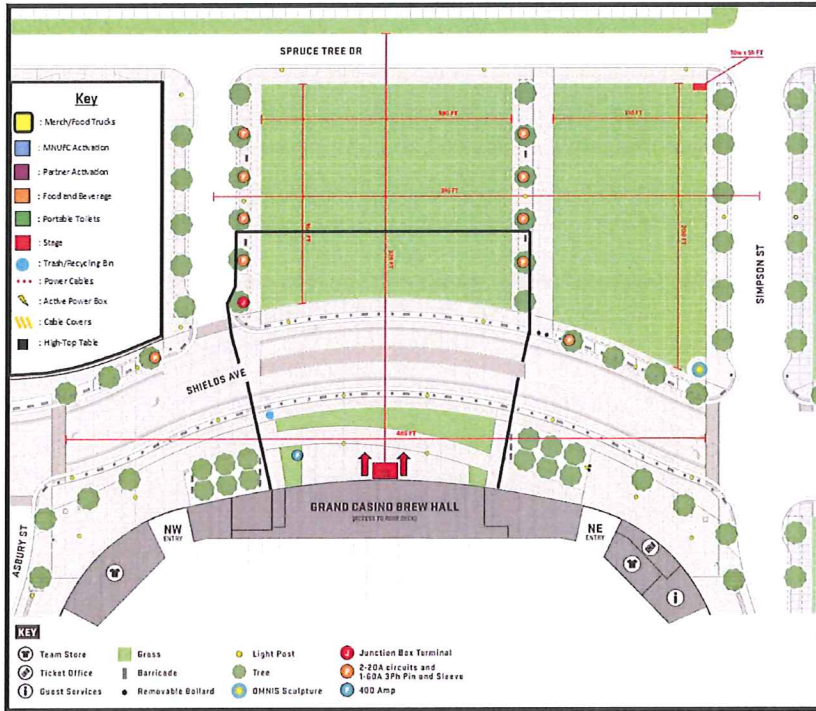 SPRUCE TREE DR
Key
: Merch/Food Trucks
: MNUFC Activation
: Partner Activation
: Food and Beverage
: Portable Toilets
: Stage
: Trash/Recycling Bin
: Power Cables
: Active Power Box
: Cable Covers
: High-Top Table
SIMPSON ST
SHIELDS AVE
ASBURY ST
GRAND CASINO BREW HALL
NW
ENTRY
NE
ENTRY
KEY
Team Store
Ticket Office
Guest Services
Grass
Barricade
Removable Bollard
Light Post
Tree
OMNIS Sculpture
J
Junction Box Terminal
P
2-20A circuits and
1-60A 3Ph Pin and Sleeve
P
400 Amp